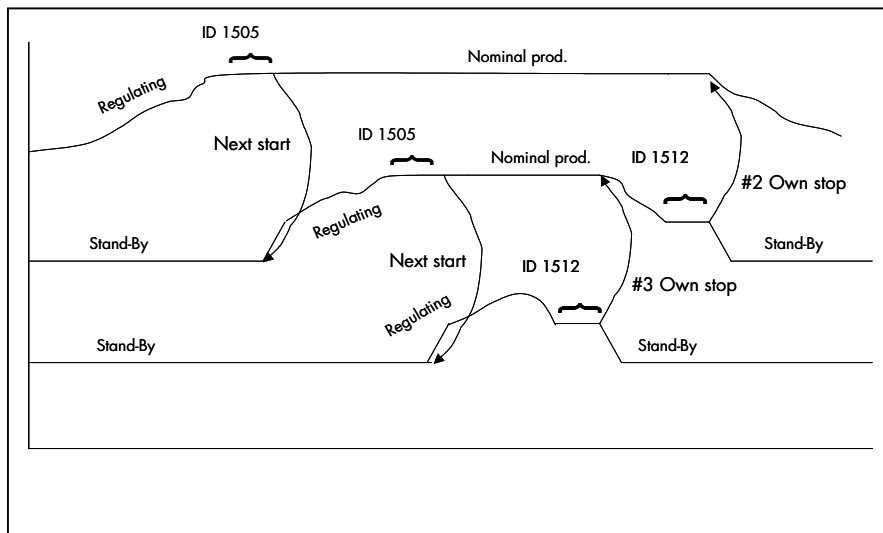 ID 1505
Nominal prod.
Regulating
Next start
ID 1505
Nominal prod.
ID 1512
#2 Own stop
Regulating
Stand-By
Stand-By
Next start
ID 1512
#3 Own stop
Regulating
Stand-By
Stand-By